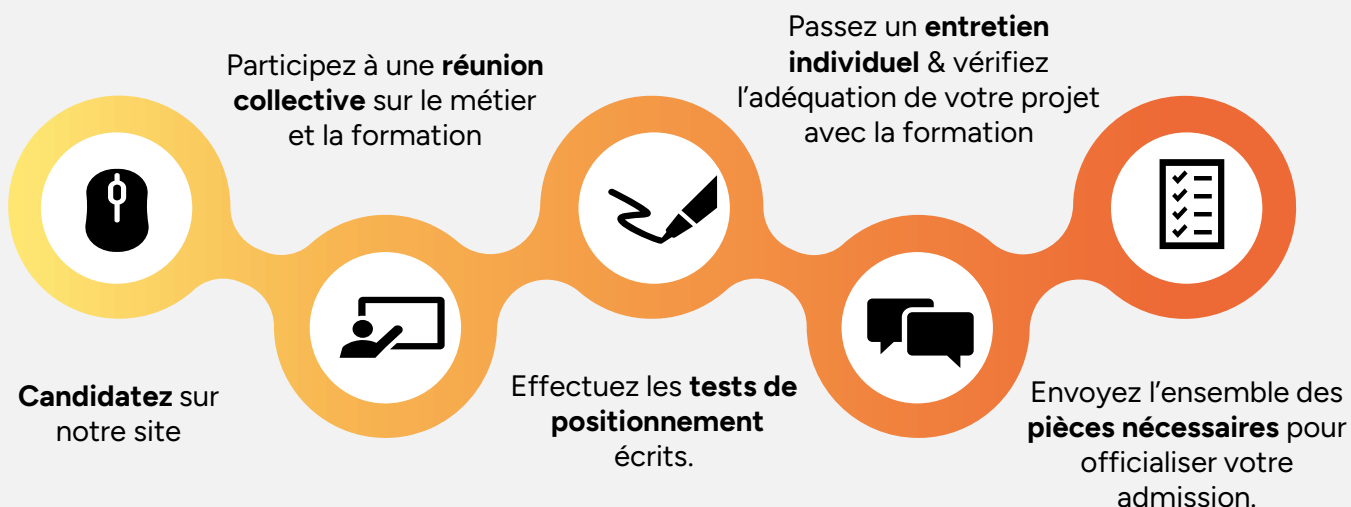 Candidatez sur
notre site
Participez à une réunion
collective sur le métier
et la formation
Effectuez les tests de
positionnement
écrits.
Passez un entretien
individuel & vérifiez
l’adéquation de votre projet
avec la formation
Envoyez l’ensemble des
pièces nécessaires pour
officialiser votre
admission.